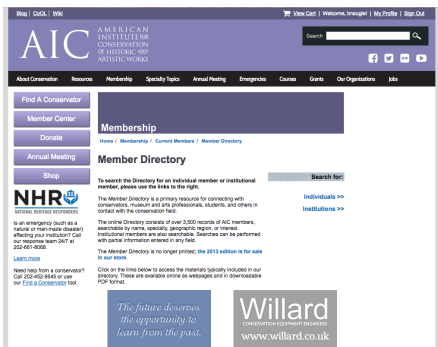 Blog | CoOL | Wiki
View Cart | Welcome, braugiel | My Profile | Sign Out
AIC
AMERICAN
INSTITUTE FOR
CONSERVATION
OF HISTORIC AND
ARTISTIC WORKS
Search
About Conservation Resources Membership Specialty Topics Annual Meeting Emergencies Courses Grants Our Organizations Jobs
Find A Conservator
Member Center
Donate
Annual Meeting
Shop
NHR
NATIONAL HERITAGE RESPONDERS
Is an emergency (such as a
natural or man-made disaster)
affecting your institution? Call
our response team 24/7 at
202-661-8068.
Learn more
Need help from a conservator?
Call 202-452-9545 or use
our Find a Conservator tool.
Membership
Home / Membership / Current Members / Member Directory
Member Directory
To search the Directory for an individual member or institutional
member, please use the links to the right.
The Member Directory is a primary resource for connecting with
conservators, museum and arts professionals, students, and others in
contact with the conservation field.
The online Directory consists of over 3,500 records of AIC members,
searchable by name, specialty, geographic region, or interest.
Institutional members are also searchable. Searches can be performed
with partial information entered in any field.
The Member Directory is no longer printed; the 2013 edition is for sale
in our store.
Click on the links below to access the materials typically included in our
directory. These are available online as webpages and in downloadable
PDF format.
Search for:
Individuals >>
Institutions >>
The future deserves
the opportunity to
learn from the past.
Willard
CONSERVATION EQUIPMENT ENGINEERS
www.willard.co.uk